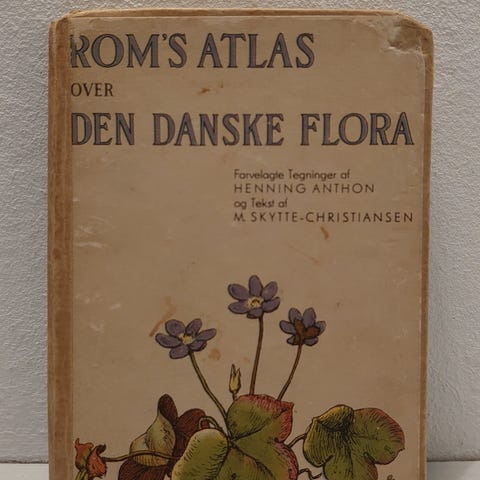 ROM'S ATLAS
OVER
DEN DANSKE FLORA
Farvelagte Tegninger af
HENNING ANTHON
og Tekst af
M. SKYTTE-CHRISTIANSEN